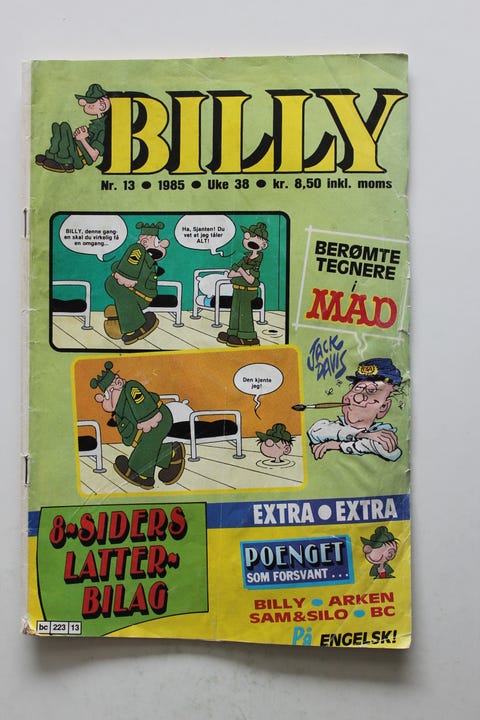 BILLY
Nr. 13 ● 1985 ● Uke 38 ● kr. 8,50 inkl. moms
BILLY, denne gang-
en skal du virkelig få
en omgang...
Ha, Sjanten! Du
vet at jeg tåler
ALT!
BERØMTE
TEGNERE
i
MAD
JACK
DAVIS
Den kjente
jeg!
8-SIDERS
LATTER-
BILAG
EXTRA ● EXTRA
POENGET
SOM FORSVANT...
BILLY ● ARKEN
SAM&SILO ● BC
På ENGELSK!
bc 223 13